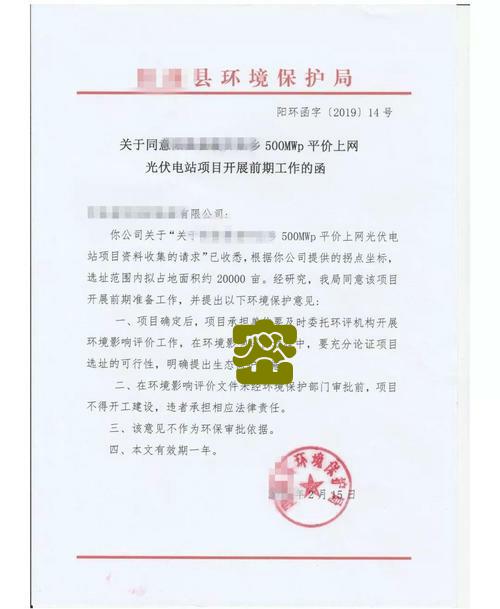 县环境保护局
阳环函字〔2019〕14号
关于同意 乡 500MWp 平价上网
光伏电站项目开展前期工作的函
有限公司:
你公司关于“关 500MWp 平价上网光伏电
站项目资料收集的请求”已收悉,根据你公司提供的拐点坐标,
选址范围内拟占地面积约 20000 亩。经研究,我局同意该项目
开展前期准备工作,并提出以下环境保护意见:
一、项目确定后,项目承担 要及时委托环评机构开展
环境影响评价工作,在环境影 中,要充分论证项目
选址的可行性,明确提出生态
二、在环境影响评价文件未经环境保护部门审批前,项目
不得开工建设,违者承担相应法律责任。
三、该意见不作为环保审批依据。
四、本文有效期一年。
环境保护局
年2月15日